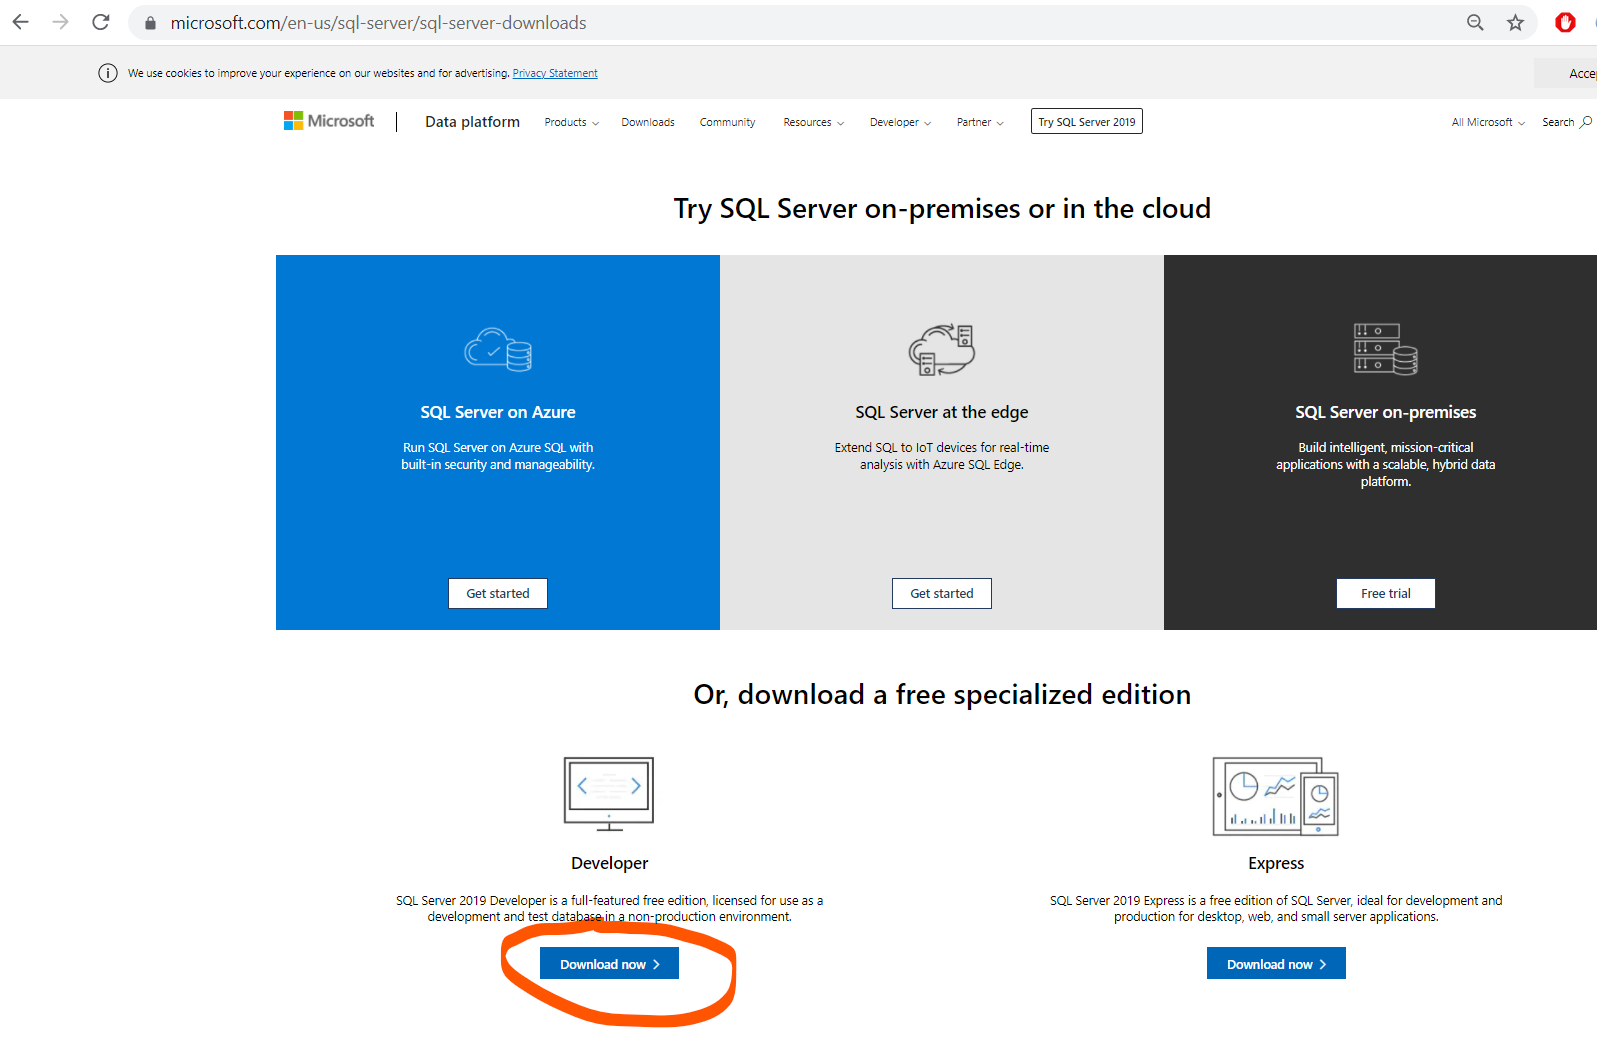 microsoft.com/en-us/sql-server/sql-server-downloads
We use cookies to improve your experience on our websites and for advertising. Privacy Statement
Microsoft
Data platform
Products
Downloads
Community
Resources
Developer
Partner
Try SQL Server 2019
All Microsoft
Search
Try SQL Server on-premises or in the cloud
SQL Server on Azure
Run SQL Server on Azure SQL with
built-in security and manageability.
Get started
SQL Server at the edge
Extend SQL to IoT devices for real-time
analysis with Azure SQL Edge.
Get started
SQL Server on-premises
Build intelligent, mission-critical
applications with a scalable, hybrid data
platform.
Free trial
Or, download a free specialized edition
Developer
SQL Server 2019 Developer is a full-featured free edition, licensed for use as a
development and test database in a non-production environment.
Download now
Express
SQL Server 2019 Express is a free edition of SQL Server, ideal for development and
production for desktop, web, and small server applications.
Download now